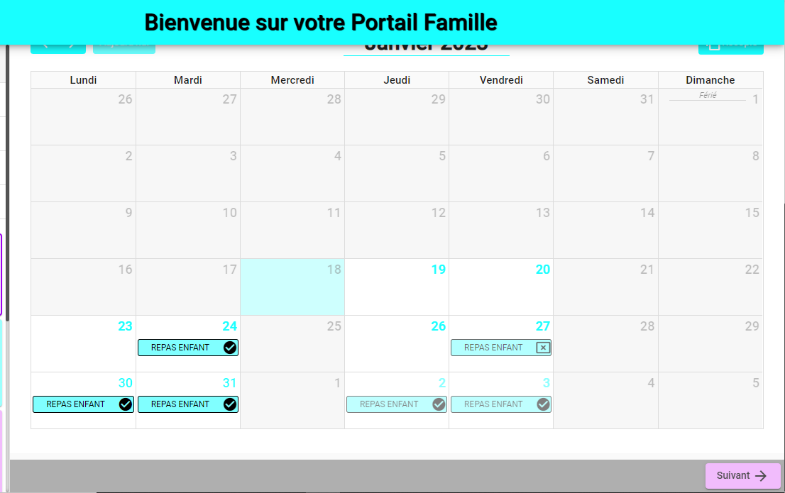 Bienvenue sur votre Portail Famille
Janvier 2023
Lundi Mardi Mercredi Jeudi Vendredi Samedi Dimanche
26 27 28 29 30 31 Férié 1
2 3 4 5 6 7 8
9 10 11 12 13 14 15
16 17 18 19 20 21 22
23 24 25 26 27 28 29
REPAS ENFANT REPAS ENFANT
30 31 1 2 3 4 5
REPAS ENFANT REPAS ENFANT REPAS ENFANT REPAS ENFANT
Suivant